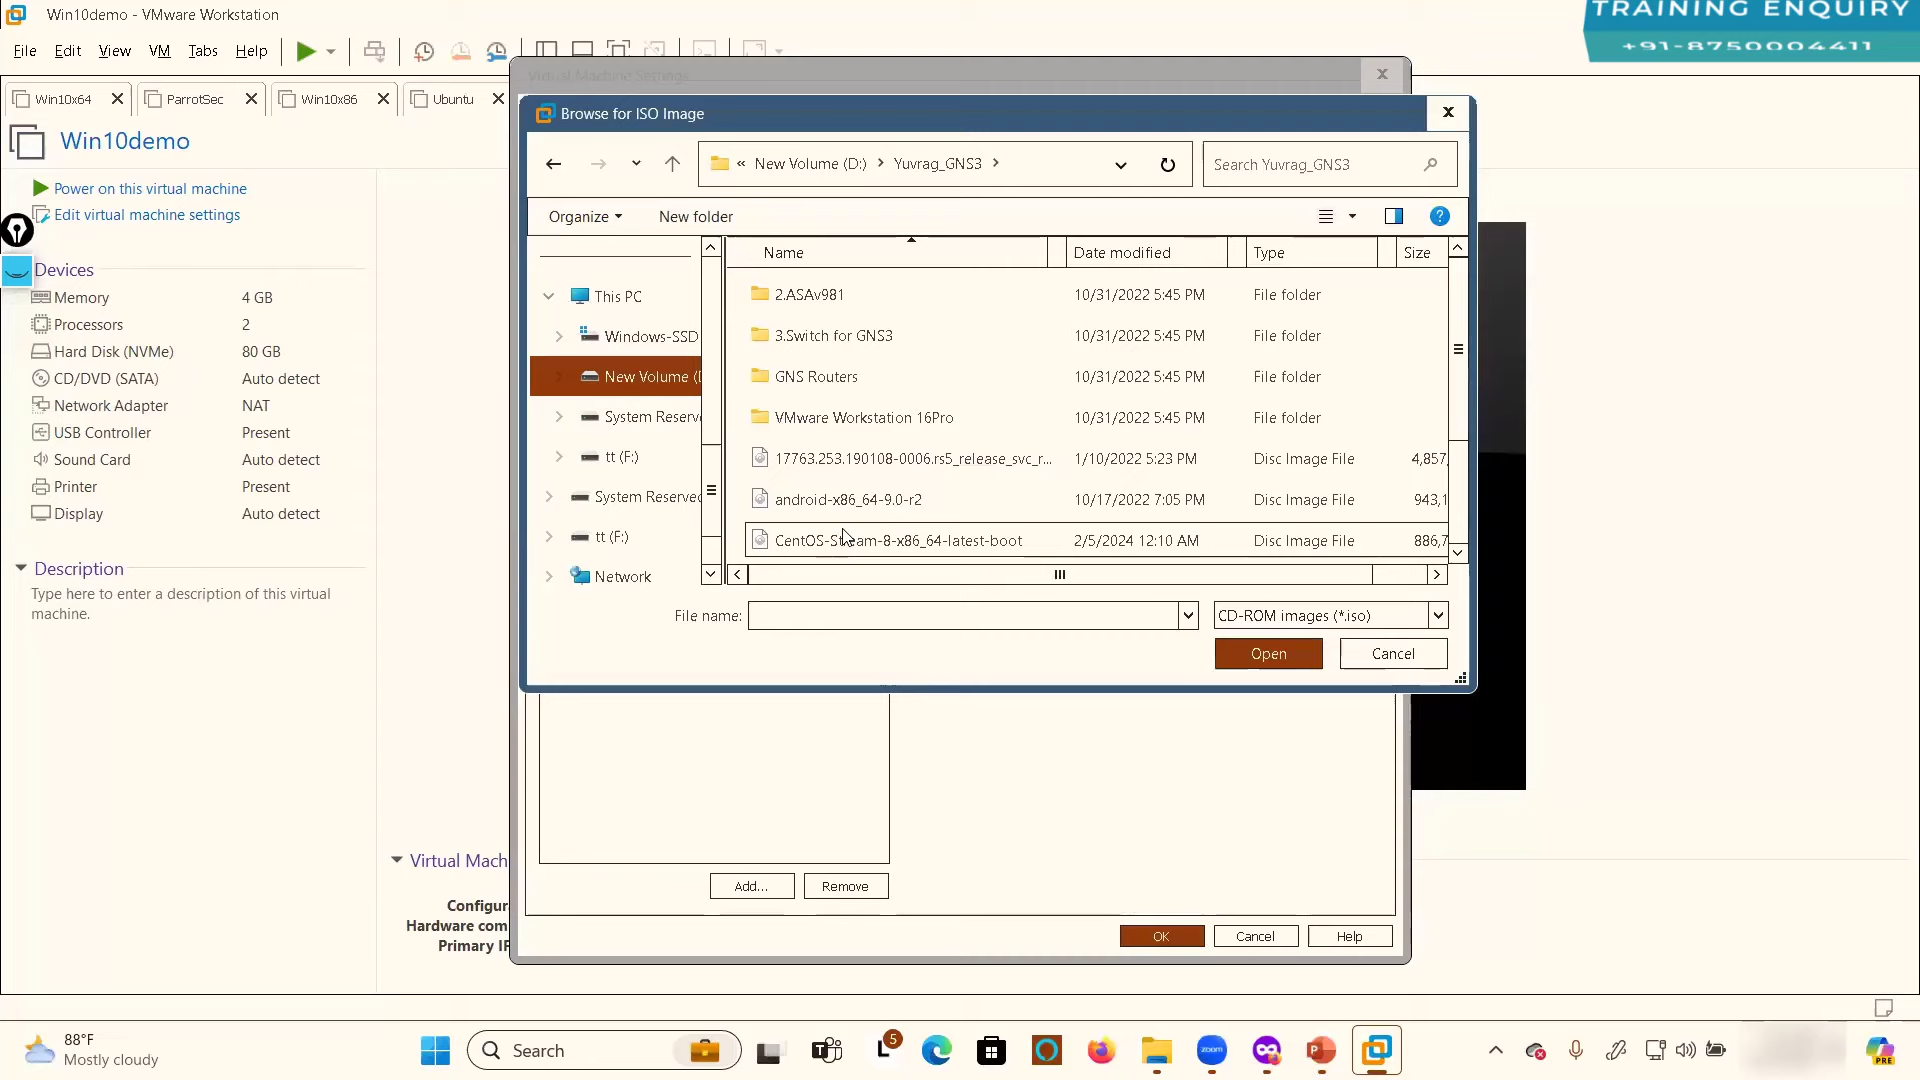 Win10demo - VMware Workstation
TRAINING ENQUIRY
+91-8750004411
File Edit View VM Tabs Help
Win10x64
ParrotSec
Win10x86
Ubuntu
Virtual Machine Settings
Win10demo
Power on this virtual machine
Edit virtual machine settings
Devices
Memory 4 GB
Processors 2
Hard Disk (NVMe) 80 GB
CD/DVD (SATA) Auto detect
Network Adapter NAT
USB Controller Present
Sound Card Auto detect
Printer Present
Display Auto detect
Description
Type here to enter a description of this virtual
machine.
Browse for ISO Image
« New Volume (D:) > Yuvrag_GNS3 >
Search Yuvrag_GNS3
Organize
New folder
This PC
Windows-SSD
New Volume (
System Reserv
tt (F:)
System Reserved
tt (F:)
Network
Name Date modified Type Size
2.ASAv981 10/31/2022 5:45 PM File folder
3.Switch for GNS3 10/31/2022 5:45 PM File folder
GNS Routers 10/31/2022 5:45 PM File folder
VMware Workstation 16Pro 10/31/2022 5:45 PM File folder
17763.253.190108-0006.rs5_release_svc_r... 1/10/2022 5:23 PM Disc Image File 4,857,
android-x86_64-9.0-r2 10/17/2022 7:05 PM Disc Image File 943,1
CentOS-Stream-8-x86_64-latest-boot 2/5/2024 12:10 AM Disc Image File 886,7
File name:
CD-ROM images (*.iso)
Open
Cancel
Virtual Mach
Configur
Hardware com
Primary IP
Add...
Remove
OK
Cancel
Help
88°F
Mostly cloudy
Search
5
zoom
PRE